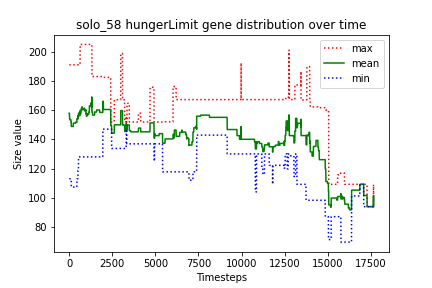 solo_58 hungerLimit gene distribution over time
max
mean
min
Size value
200
180
160
140
120
100
80
0
2500
5000
7500
10000
12500
15000
17500
Timesteps